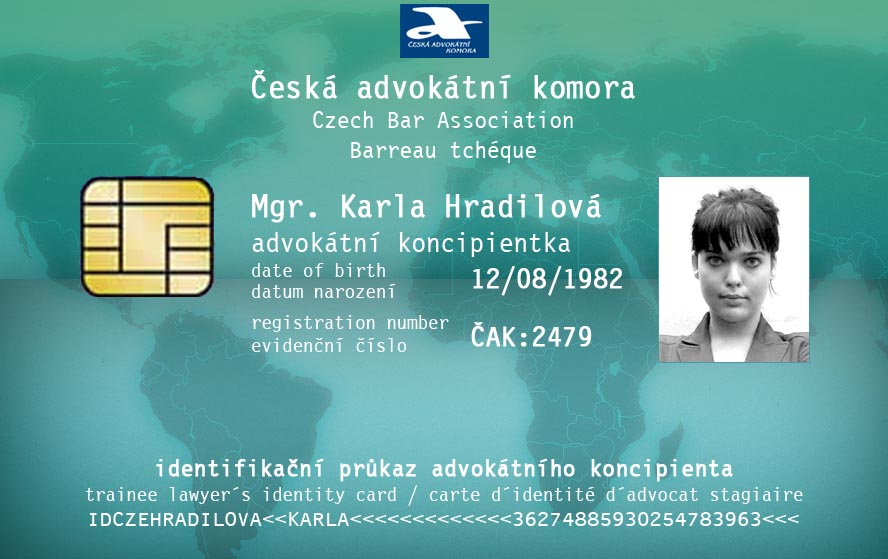 ČESKÁ ADVOKÁTNÍ
KOMORA
Česká advokátní komora
Czech Bar Association
Barreau tchéque
Mgr. Karla Hradilová
advokátní koncipientka
date of birth
datum narození
12/08/1982
registration number
evidenční číslo
ČAK:2479
identifikační průkaz advokátního koncipienta
trainee lawyer´s identity card / carte d´identité d´advocat stagiaire
IDCZEHRADILOVA<<KARLA<<<<<<<<<<<<<36274885930254783963<<<